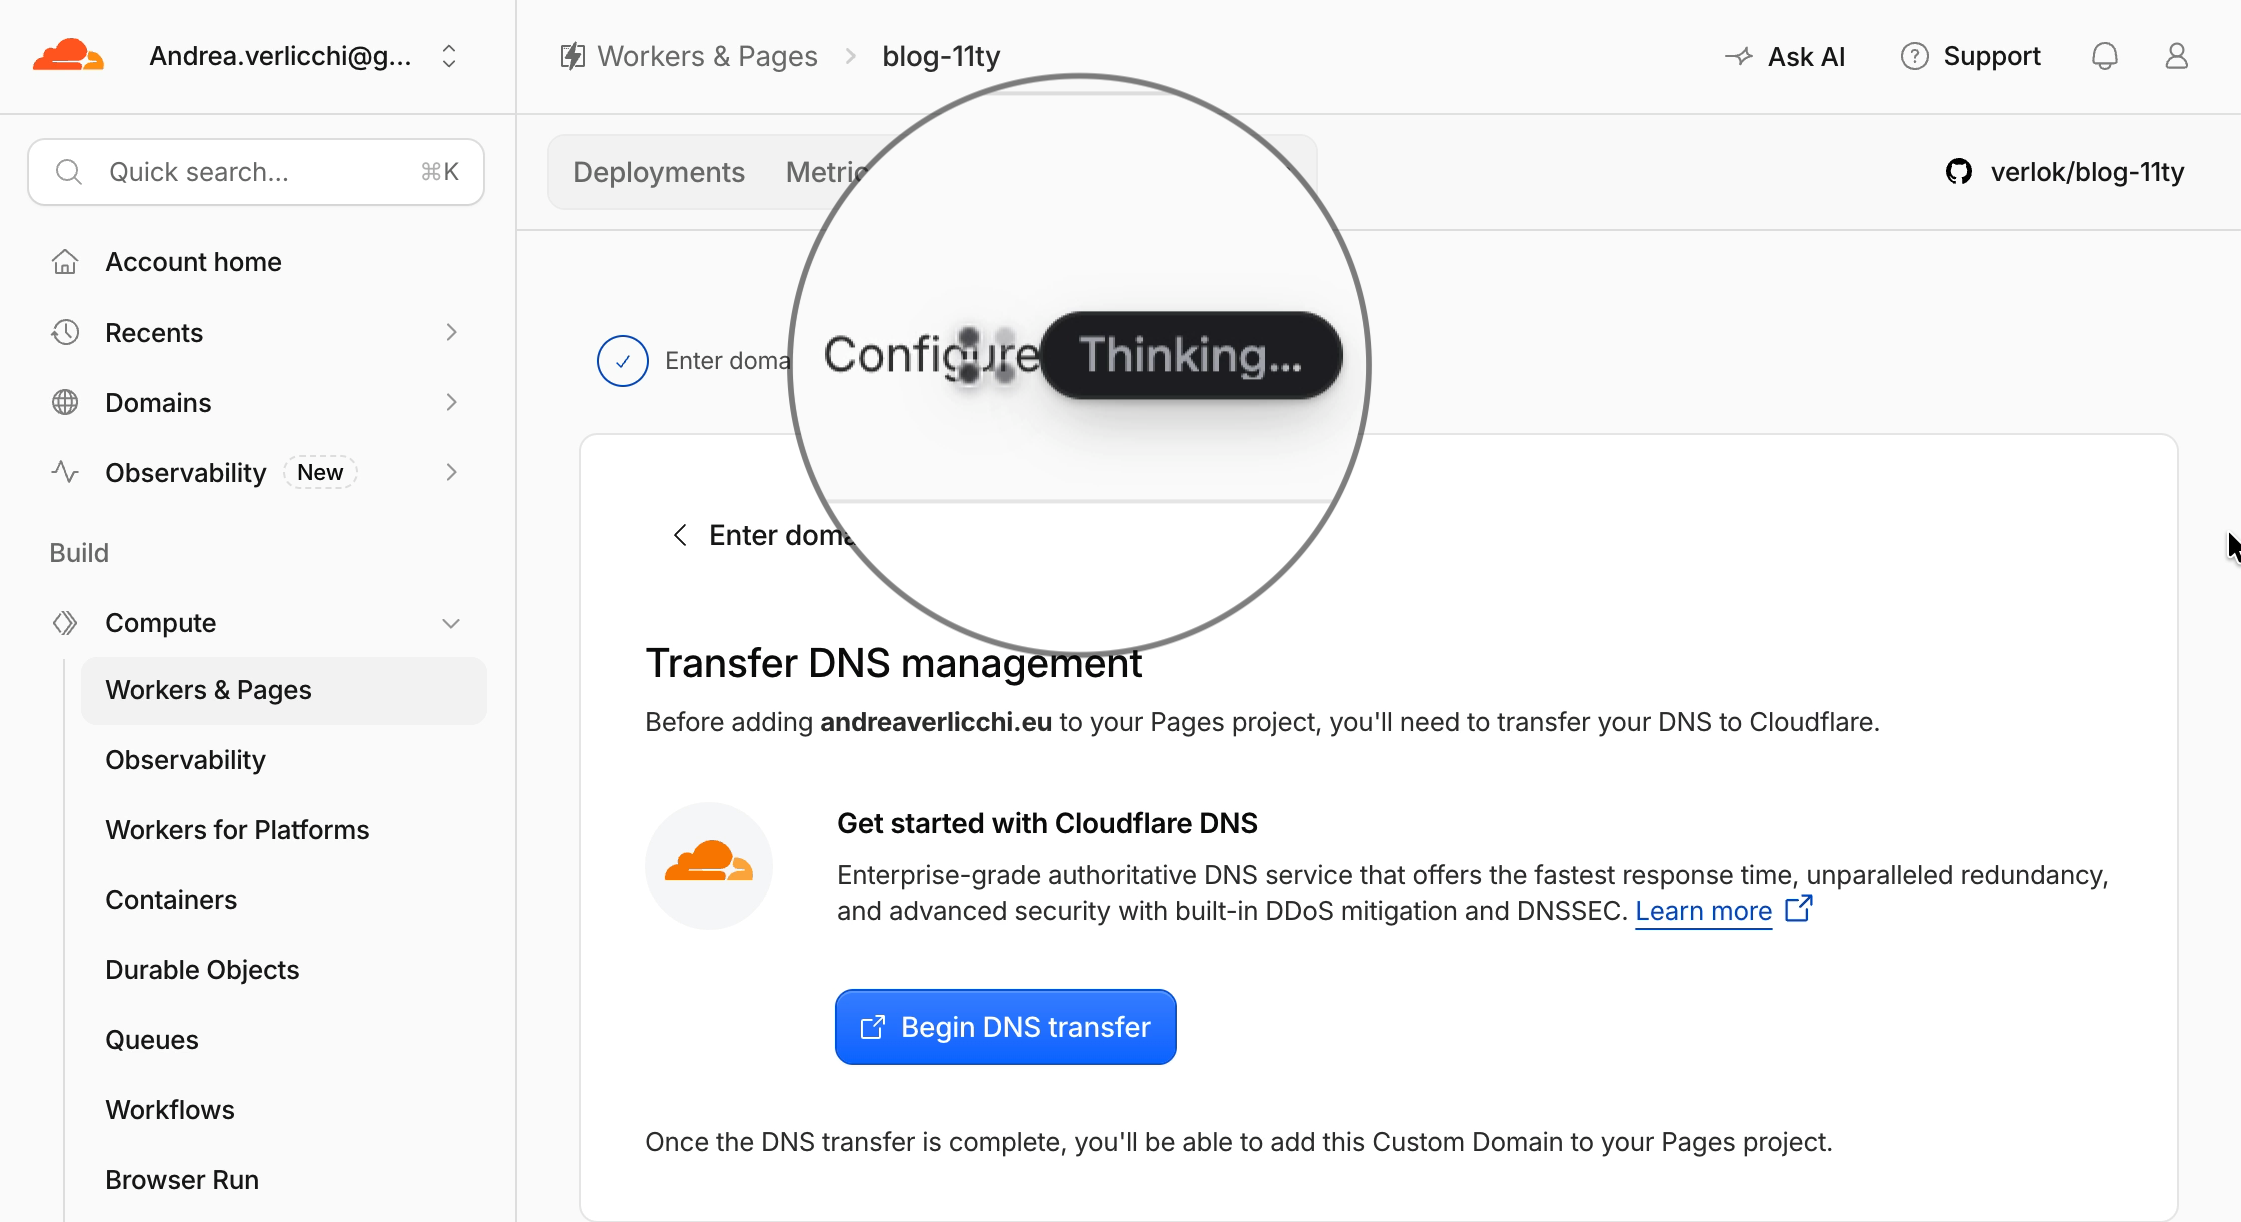 Andrea.verlicchi@g...
Workers & Pages
blog-11ty
Ask AI
Support
Quick search...
⌘K
Deployments
verlok/blog-11ty
Account home
Recents
Domains
Observability
New
Build
Compute
Workers & Pages
Observability
Workers for Platforms
Containers
Durable Objects
Queues
Workflows
Browser Run
Enter
Configure
Thinking...
Enter
Transfer DNS management
Before adding andreaverlicchi.eu to your Pages project, you'll need to transfer your DNS to Cloudflare.
Get started with Cloudflare DNS
Enterprise-grade authoritative DNS service that offers the fastest response time, unparalleled redundancy,
and advanced security with built-in DDoS mitigation and DNSSEC. Learn more
Begin DNS transfer
Once the DNS transfer is complete, you'll be able to add this Custom Domain to your Pages project.